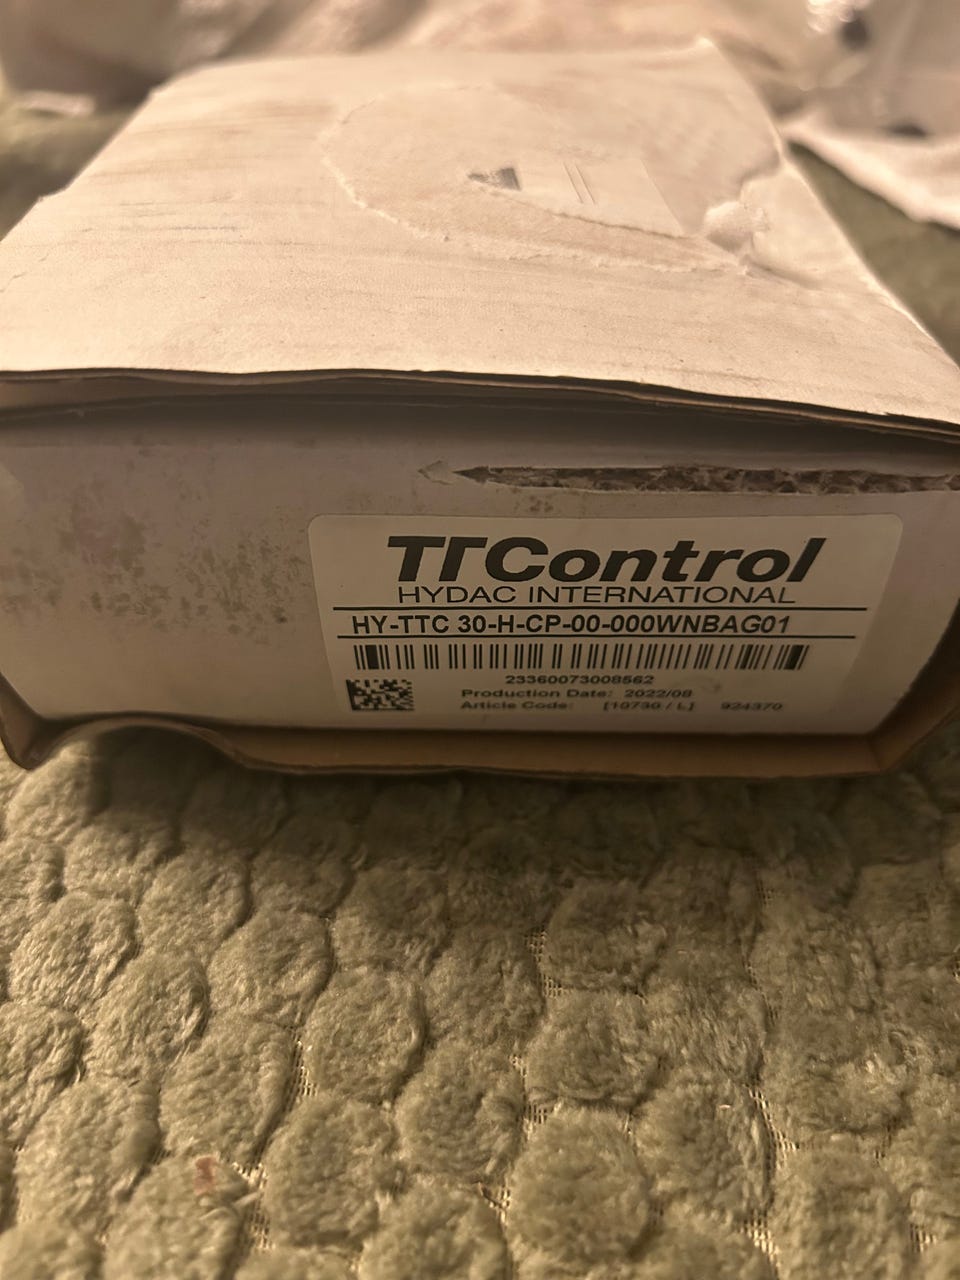 TTControl
HYDAC INTERNATIONAL
HY-TTC 30-H-CP-00-000WNBAG01
23360073008562
Production Date: 2022/08
Article Code: [10730 / L] 924370